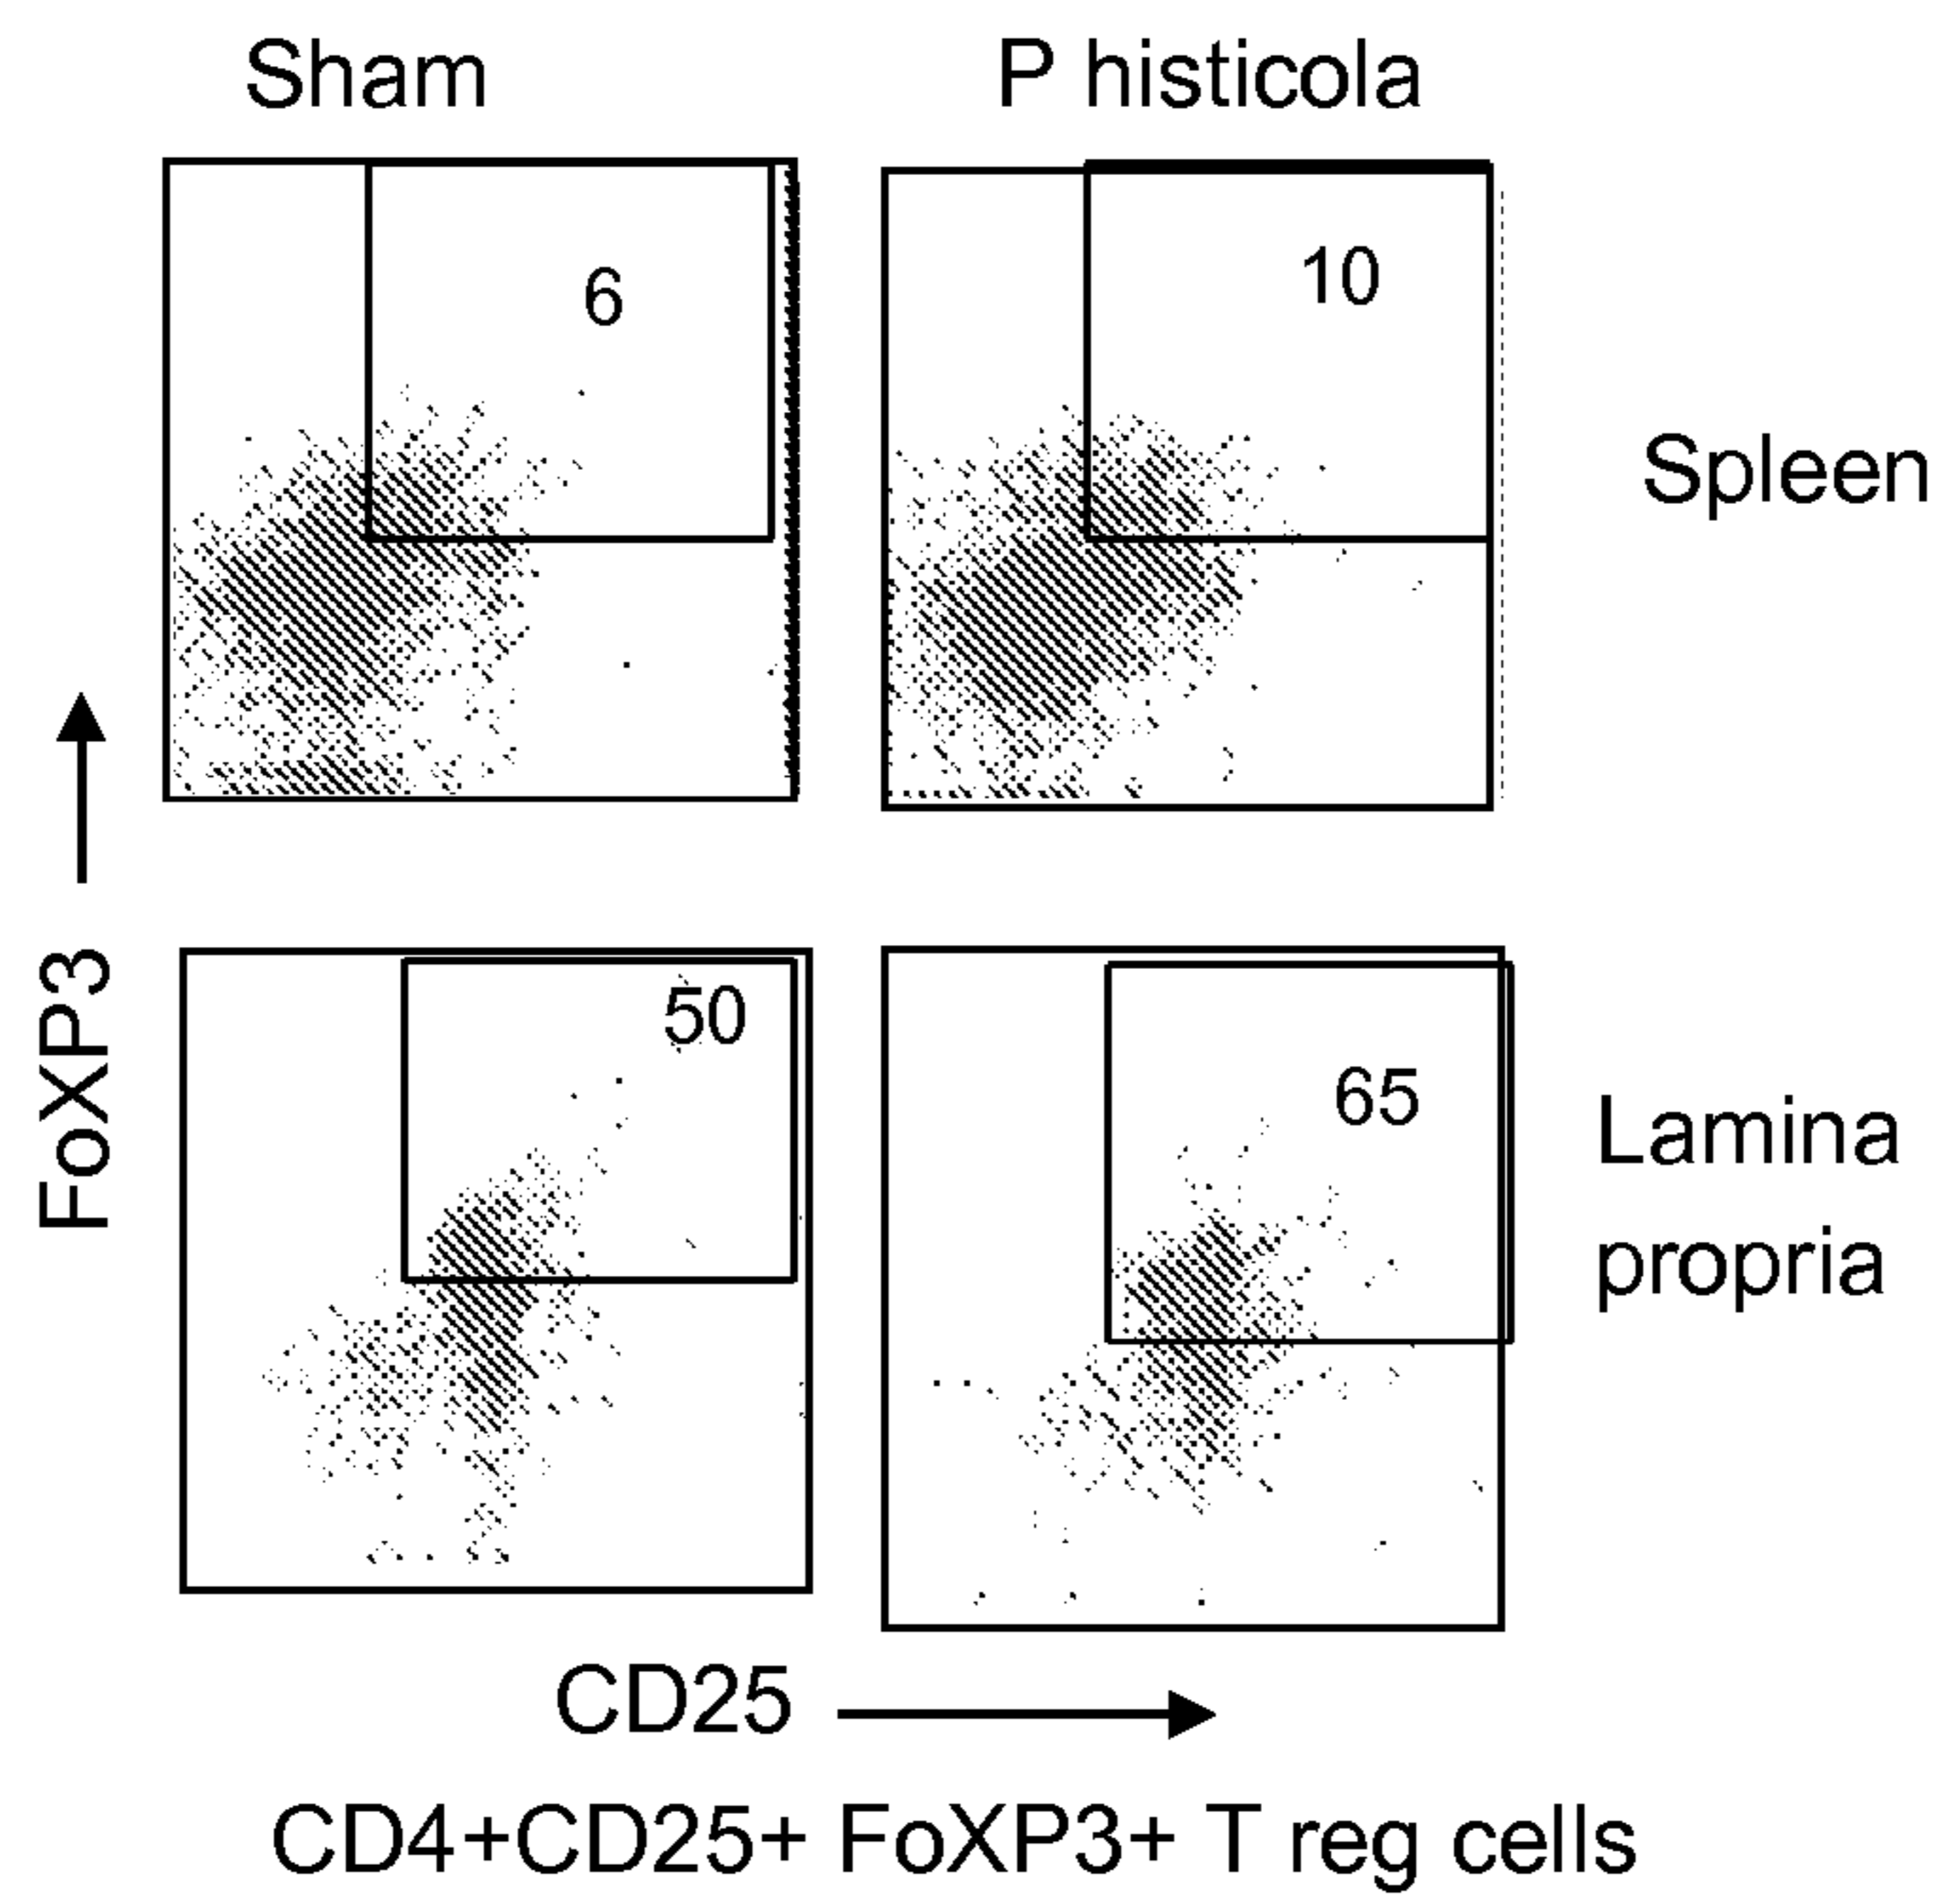 Sham
P histicola
6
10
Spleen
FoXP3
50
65
Lamina
propria
CD25
CD4+CD25+ FoXP3+ T reg cells